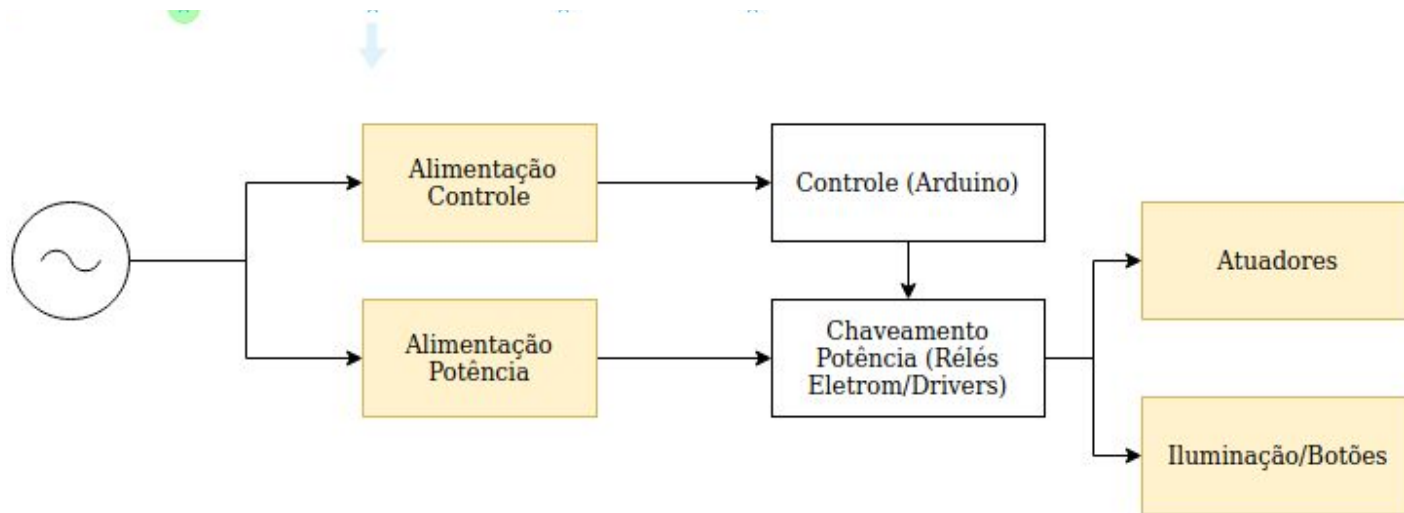 Alimentação
Controle
Controle (Arduino)
Atuadores
Alimentação
Potência
Chaveamento
Potência (Rélés
Eletrom/Drivers)
Iluminação/Botões